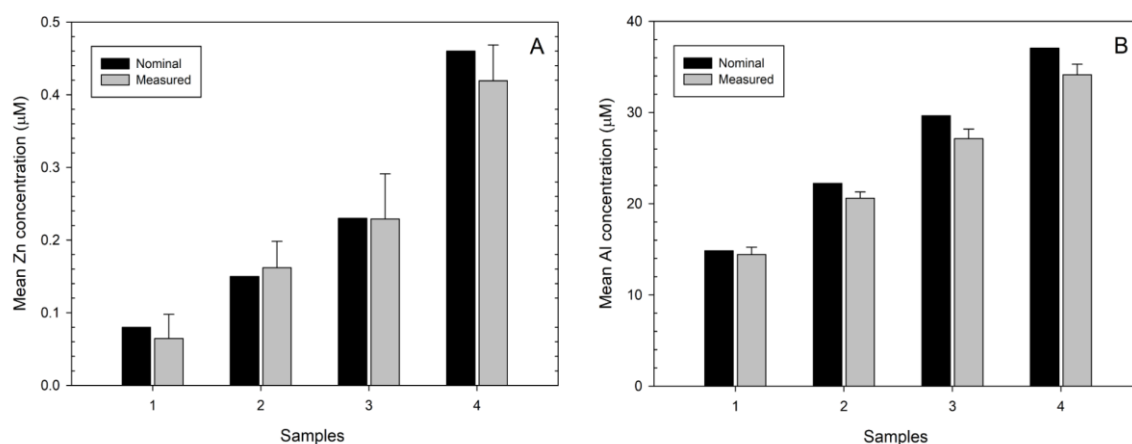 A
Nominal
Measured
Mean Zn concentration (μM)
0.5
0.4
0.3
0.2
0.1
0.0
1 2 3 4
Samples
B
Nominal
Measured
Mean Al concentration (μM)
40
30
20
10
0
1 2 3 4
Samples